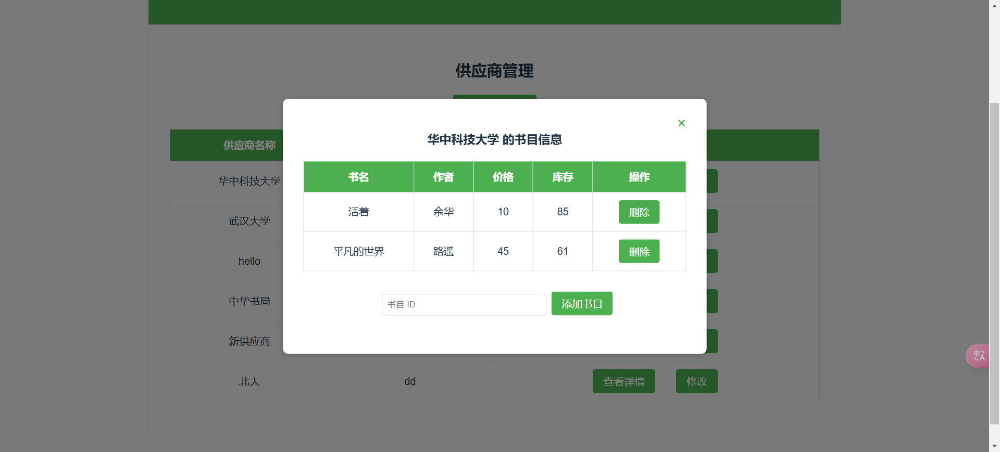 供应商管理
×
华中科技大学 的书目信息
书名 作者 价格 库存 操作
活着 余华 10 85 删除
平凡的世界 路遥 45 61 删除
书目 ID 添加书目
供应商名称
华中科技大学
武汉大学
hello
中华书局
新供应商
北大 dd 查看详情 修改